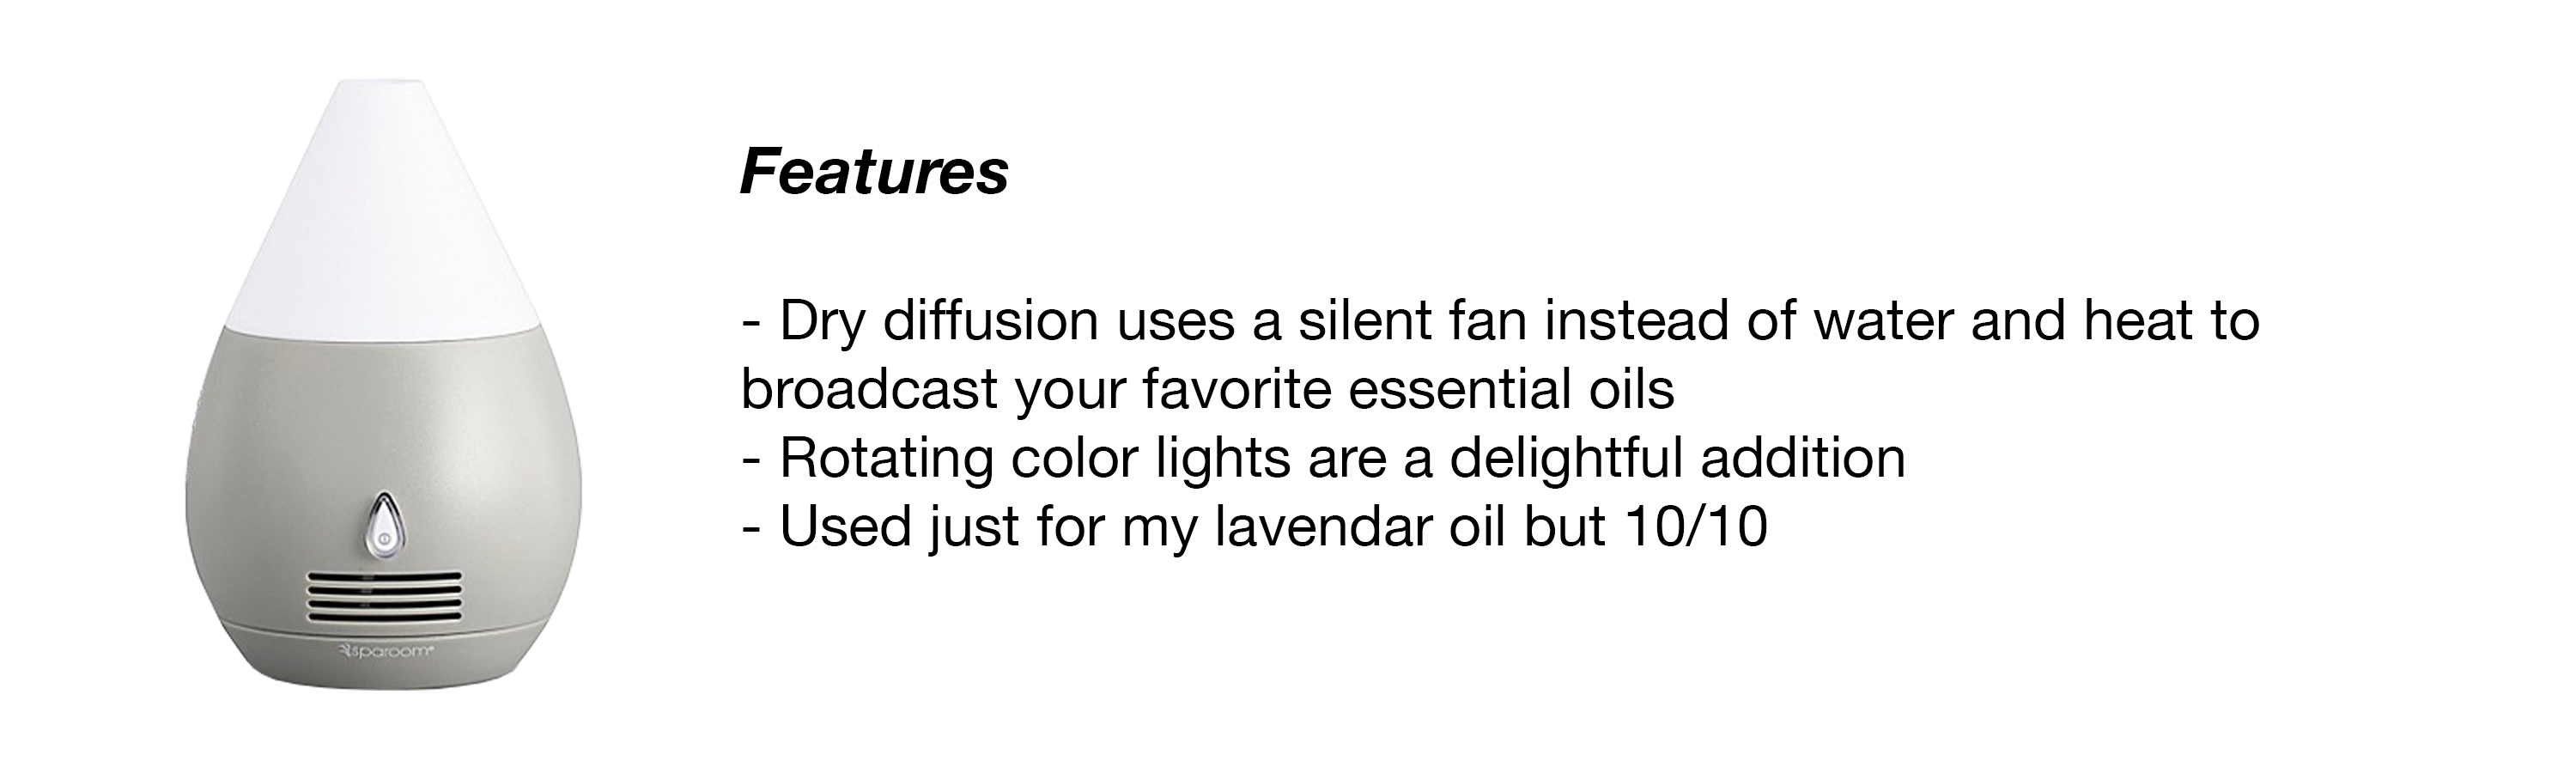 Features
- Dry diffusion uses a silent fan instead of water and heat to
broadcast your favorite essential oils
- Rotating color lights are a delightful addition
- Used just for my lavendar oil but 10/10
sparoom®